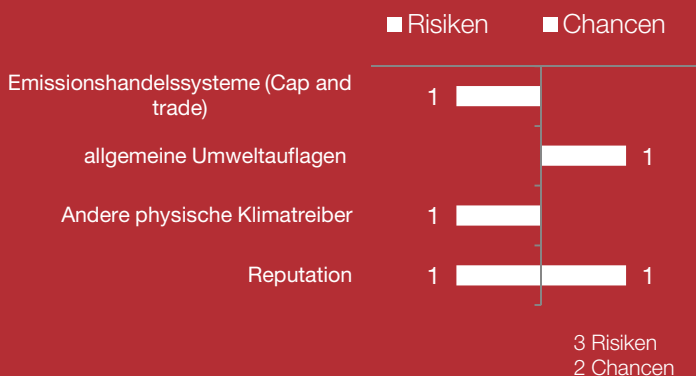 Risiken Chancen
Emissionshandelssysteme (Cap and
trade)
1
allgemeine Umweltauflagen
1
Andere physische Klimatreiber
1
Reputation
1
1
3 Risiken
2 Chancen